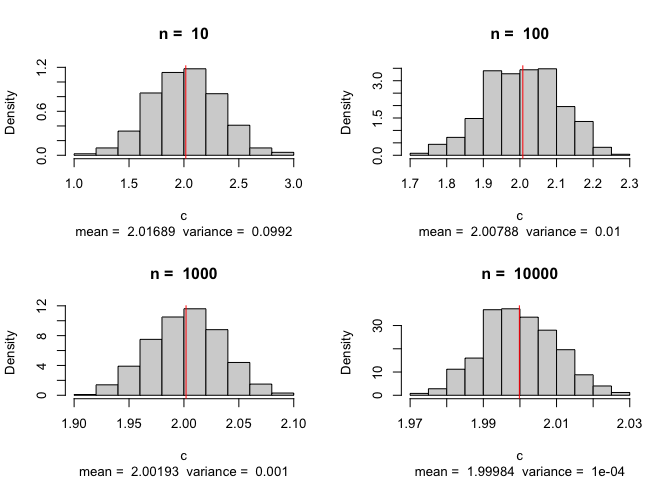 n =  10
Density
0.0 0.6 1.2
1.0 1.5 2.0 2.5 3.0
c
mean =  2.01689  variance =  0.0992
n =  100
Density
0.0 1.5 3.0
1.7 1.8 1.9 2.0 2.1 2.2 2.3
c
mean =  2.00788  variance =  0.01
n =  1000
Density
0 4 8 12
1.90 1.95 2.00 2.05 2.10
c
mean =  2.00193  variance =  0.001
n =  10000
Density
0 10 30
1.97 1.99 2.01 2.03
c
mean =  1.99984  variance =  1e-04